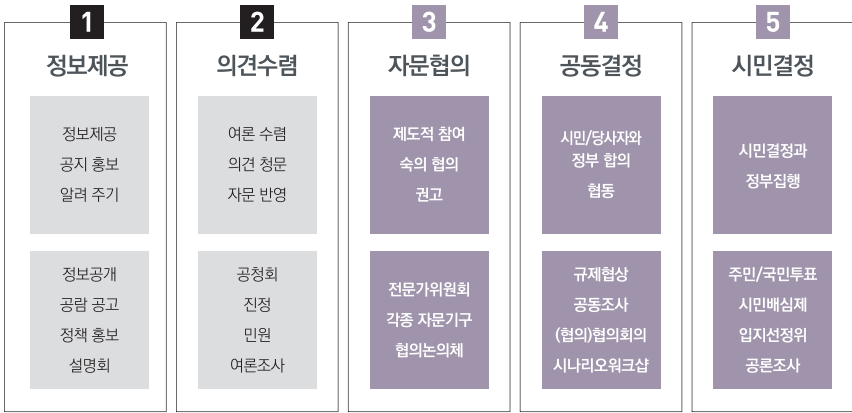 1
정보제공
정보제공
공지 홍보
알려 주기
정보공개
공람 공고
정책 홍보
설명회
2
의견수렴
여론 수렴
의견 청문
자문 반영
공청회
진정
민원
여론조사
3
자문협의
제도적 참여
숙의 협의
권고
전문가위원회
각종 자문기구
협의논의체
4
공동결정
시민/당사자와
정부 합의
협동
규제협상
공동조사
(협의)협의회의
시나리오워크샵
5
시민결정
시민결정과
정부집행
주민/국민투표
시민배심제
입지선정위
공론조사